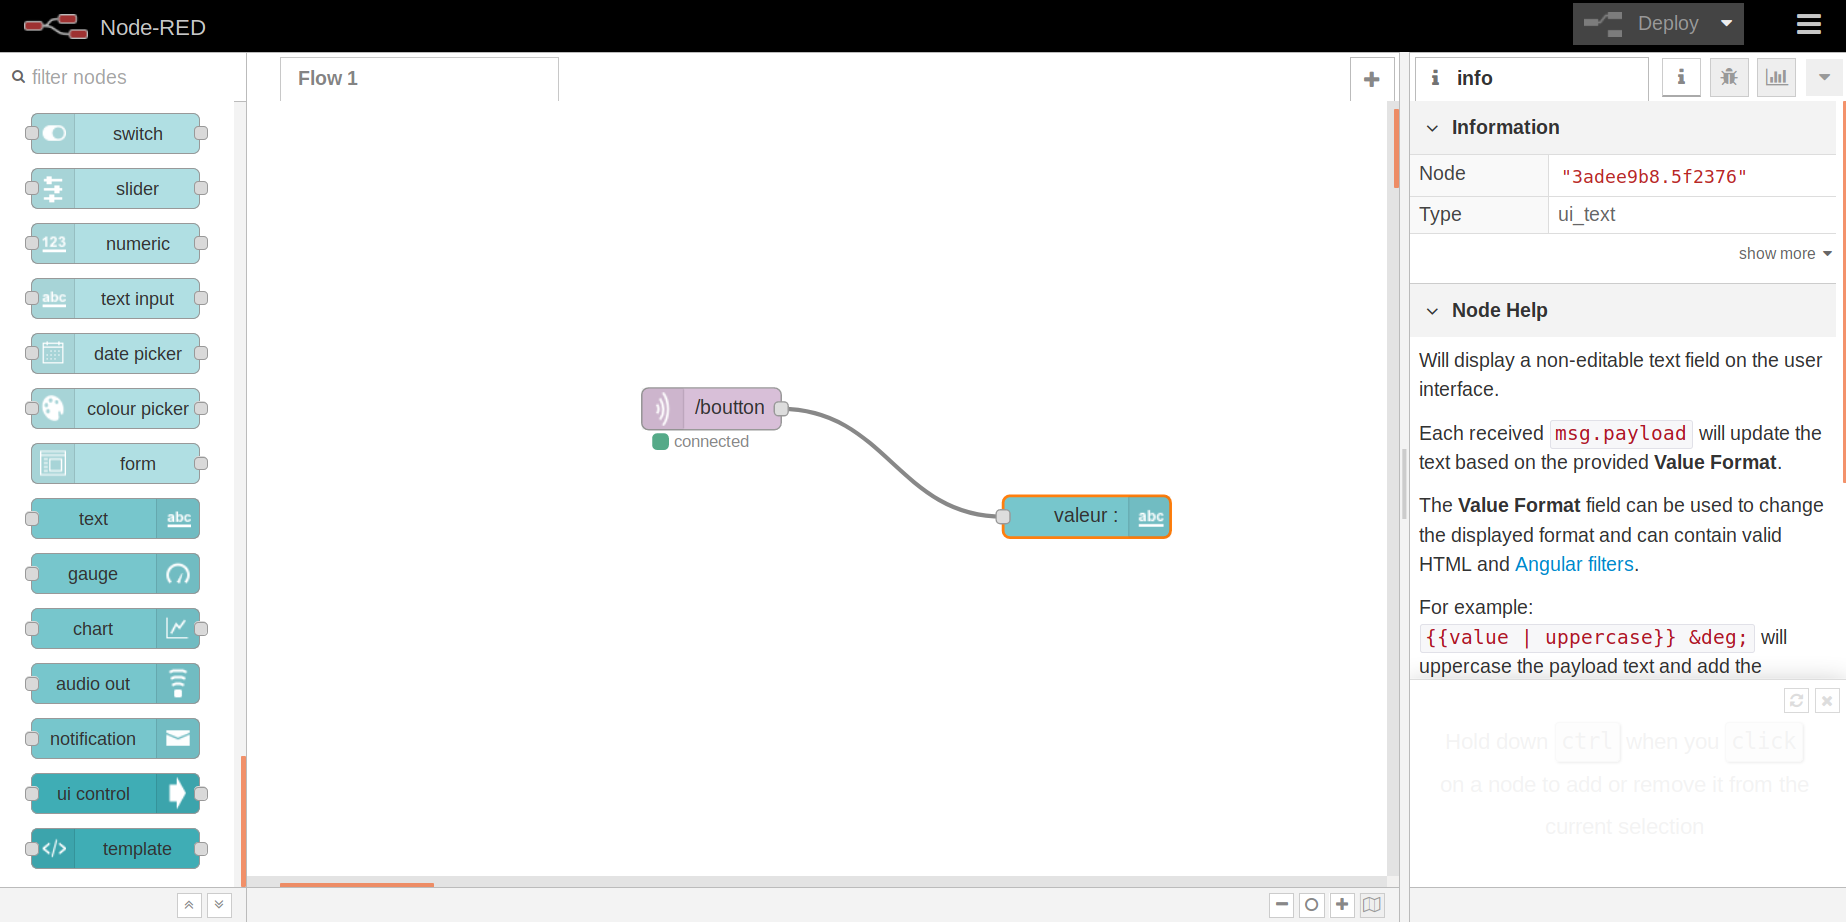 Node-RED
Deploy
filter nodes
switch
slider
123
numeric
abc
text input
date picker
colour picker
form
text
abc
gauge
chart
audio out
notification
ui control
</>
template
Flow 1
/boutton
connected
valeur :
abc
info
Information
Node
"3adee9b8.5f2376"
Type
ui_text
show more
Node Help
Will display a non-editable text field on the user
interface.
Each received msg.payload will update the
text based on the provided Value Format.
The Value Format field can be used to change
the displayed format and can contain valid
HTML and Angular filters.
For example:
{{value | uppercase}} &deg; will
uppercase the payload text and add the
Hold down ctrl when you click
on a node to add or remove it from the
current selection